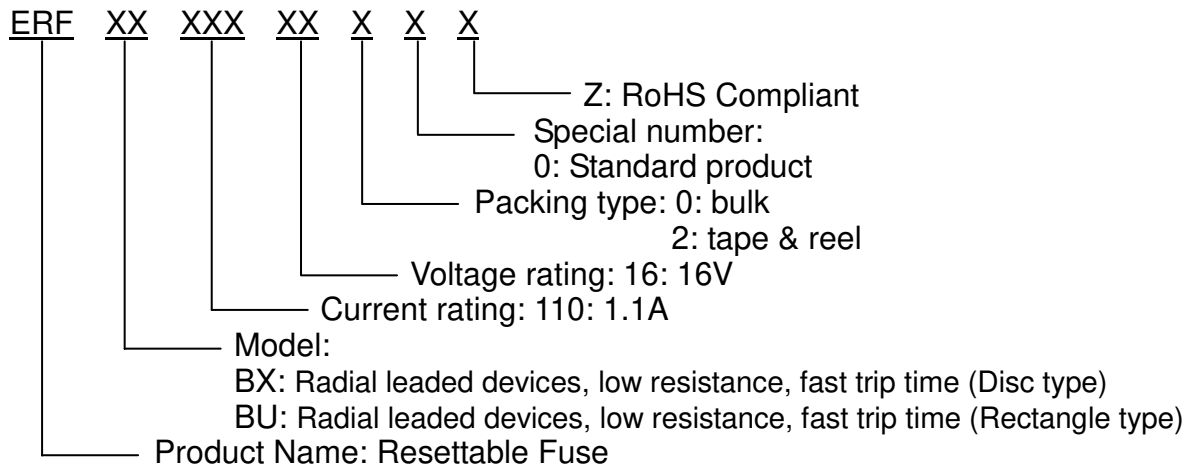 ERF XX XXX XX X X X
Z: RoHS Compliant
Special number:
0: Standard product
Packing type: 0: bulk
2: tape & reel
Voltage rating: 16: 16V
Current rating: 110: 1.1A
Model:
BX: Radial leaded devices, low resistance, fast trip time (Disc type)
BU: Radial leaded devices, low resistance, fast trip time (Rectangle type)
Product Name: Resettable Fuse